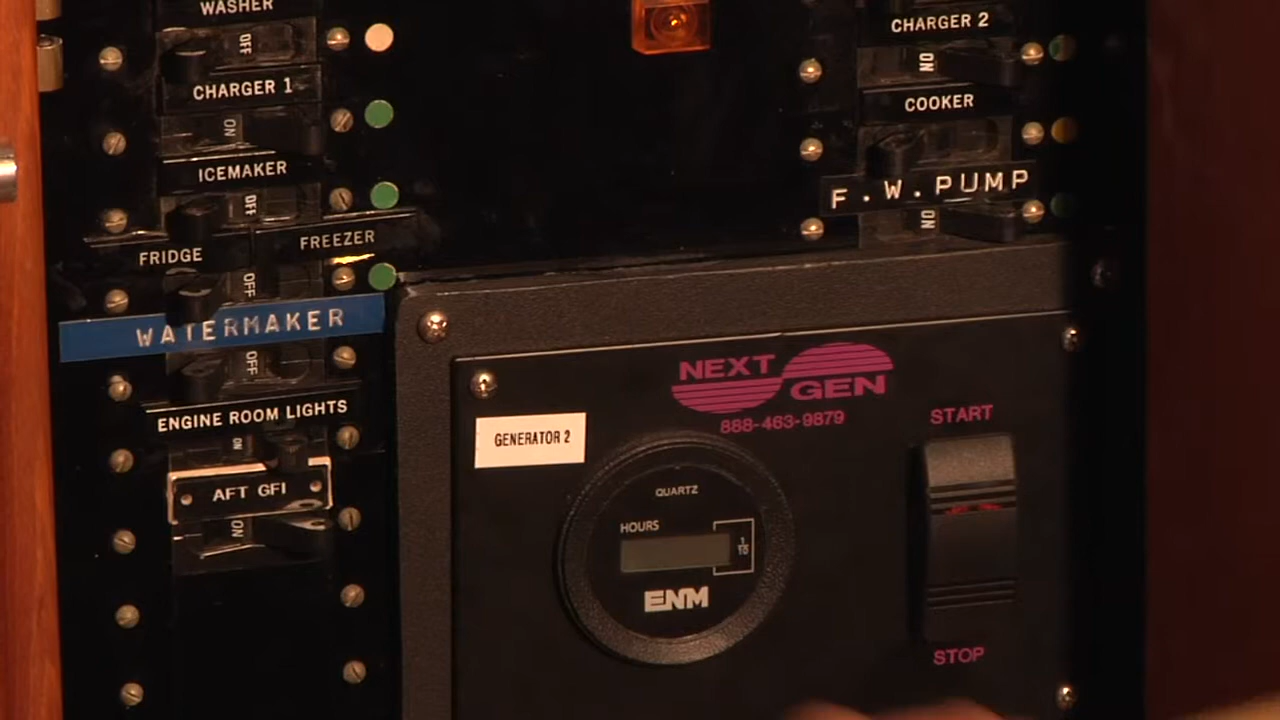 WASHER
OFF
CHARGER 1
ON
ICEMAKER
OFF
FRIDGE
FREEZER
OFF
WATERMAKER
OFF
ENGINE ROOM LIGHTS
ON
AFT GFI
ON
CHARGER 2
ON
COOKER
F.W.PUMP
ON
NEXT
GEN
888-463-9879
GENERATOR 2
QUARTZ
HOURS
1/10
ENM
START
STOP